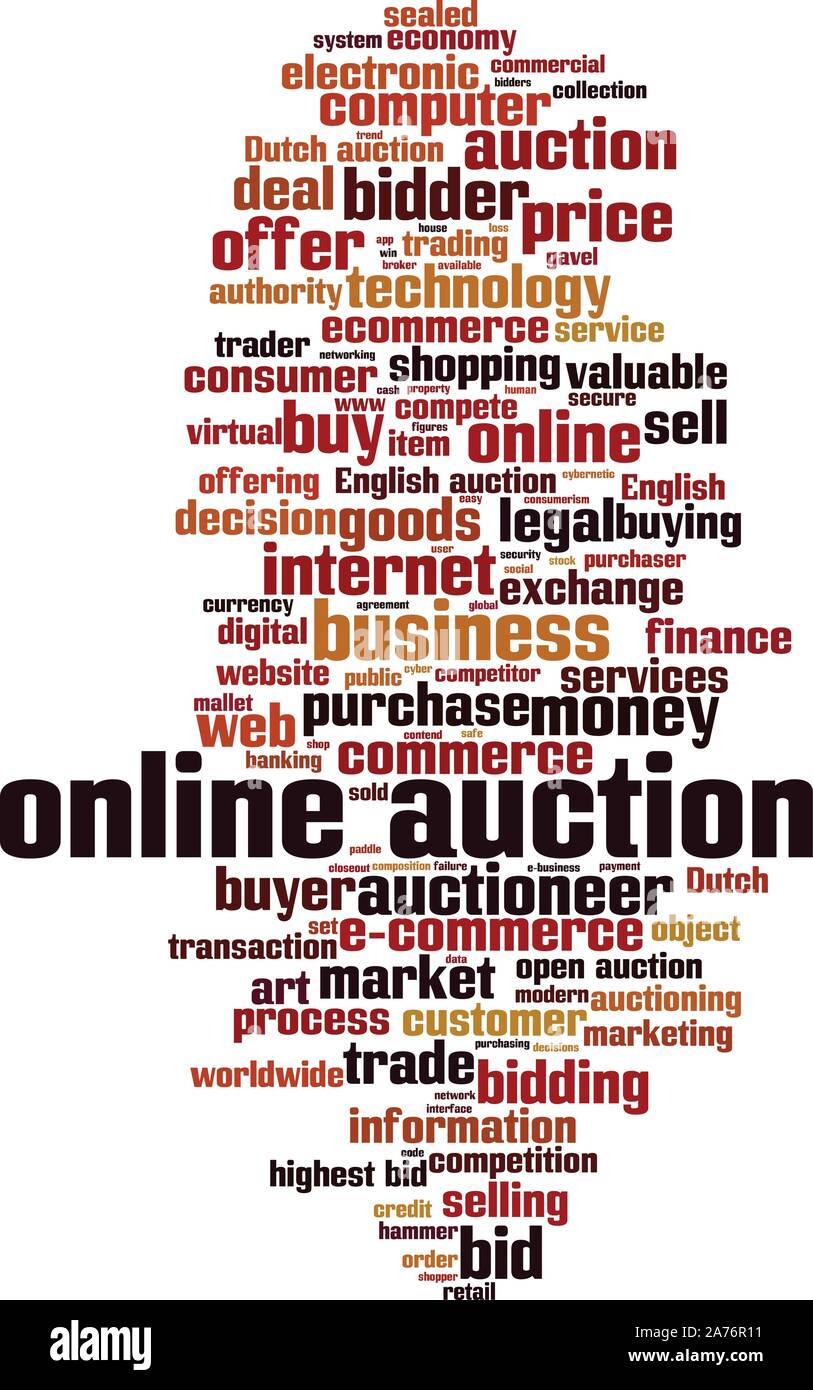 sealed
system economy
electronic commercial
bidders
computer collection
trend
Dutch auction auction
deal bidder price
house loss
offer app trading gavel
win
broker available
authority technology
ecommerce service
trader networking shopping valuable
consumer cash property human secure
www compete
virtual buy figures online sell
item
offering English auction cybernetic English
easy consumerism
decision goods legal buying
user security stock purchaser
internet social exchange
currency agreement global
digital business finance
website public cyber competitor services
mallet purchase money
web shop contend safe
banking commerce
online auction
sold
paddle
closeout composition failure e-business payment
buyer auctioneer Dutch
set e-commerce object
transaction data
art market open auction
modern auctioning
process customer marketing
purchasing decisions
worldwide trade bidding
network
interface
information
code
highest bid competition
credit selling
hammer bid
order
shopper
retail
alamy
Image ID: 2A76R11
www.alamy.com